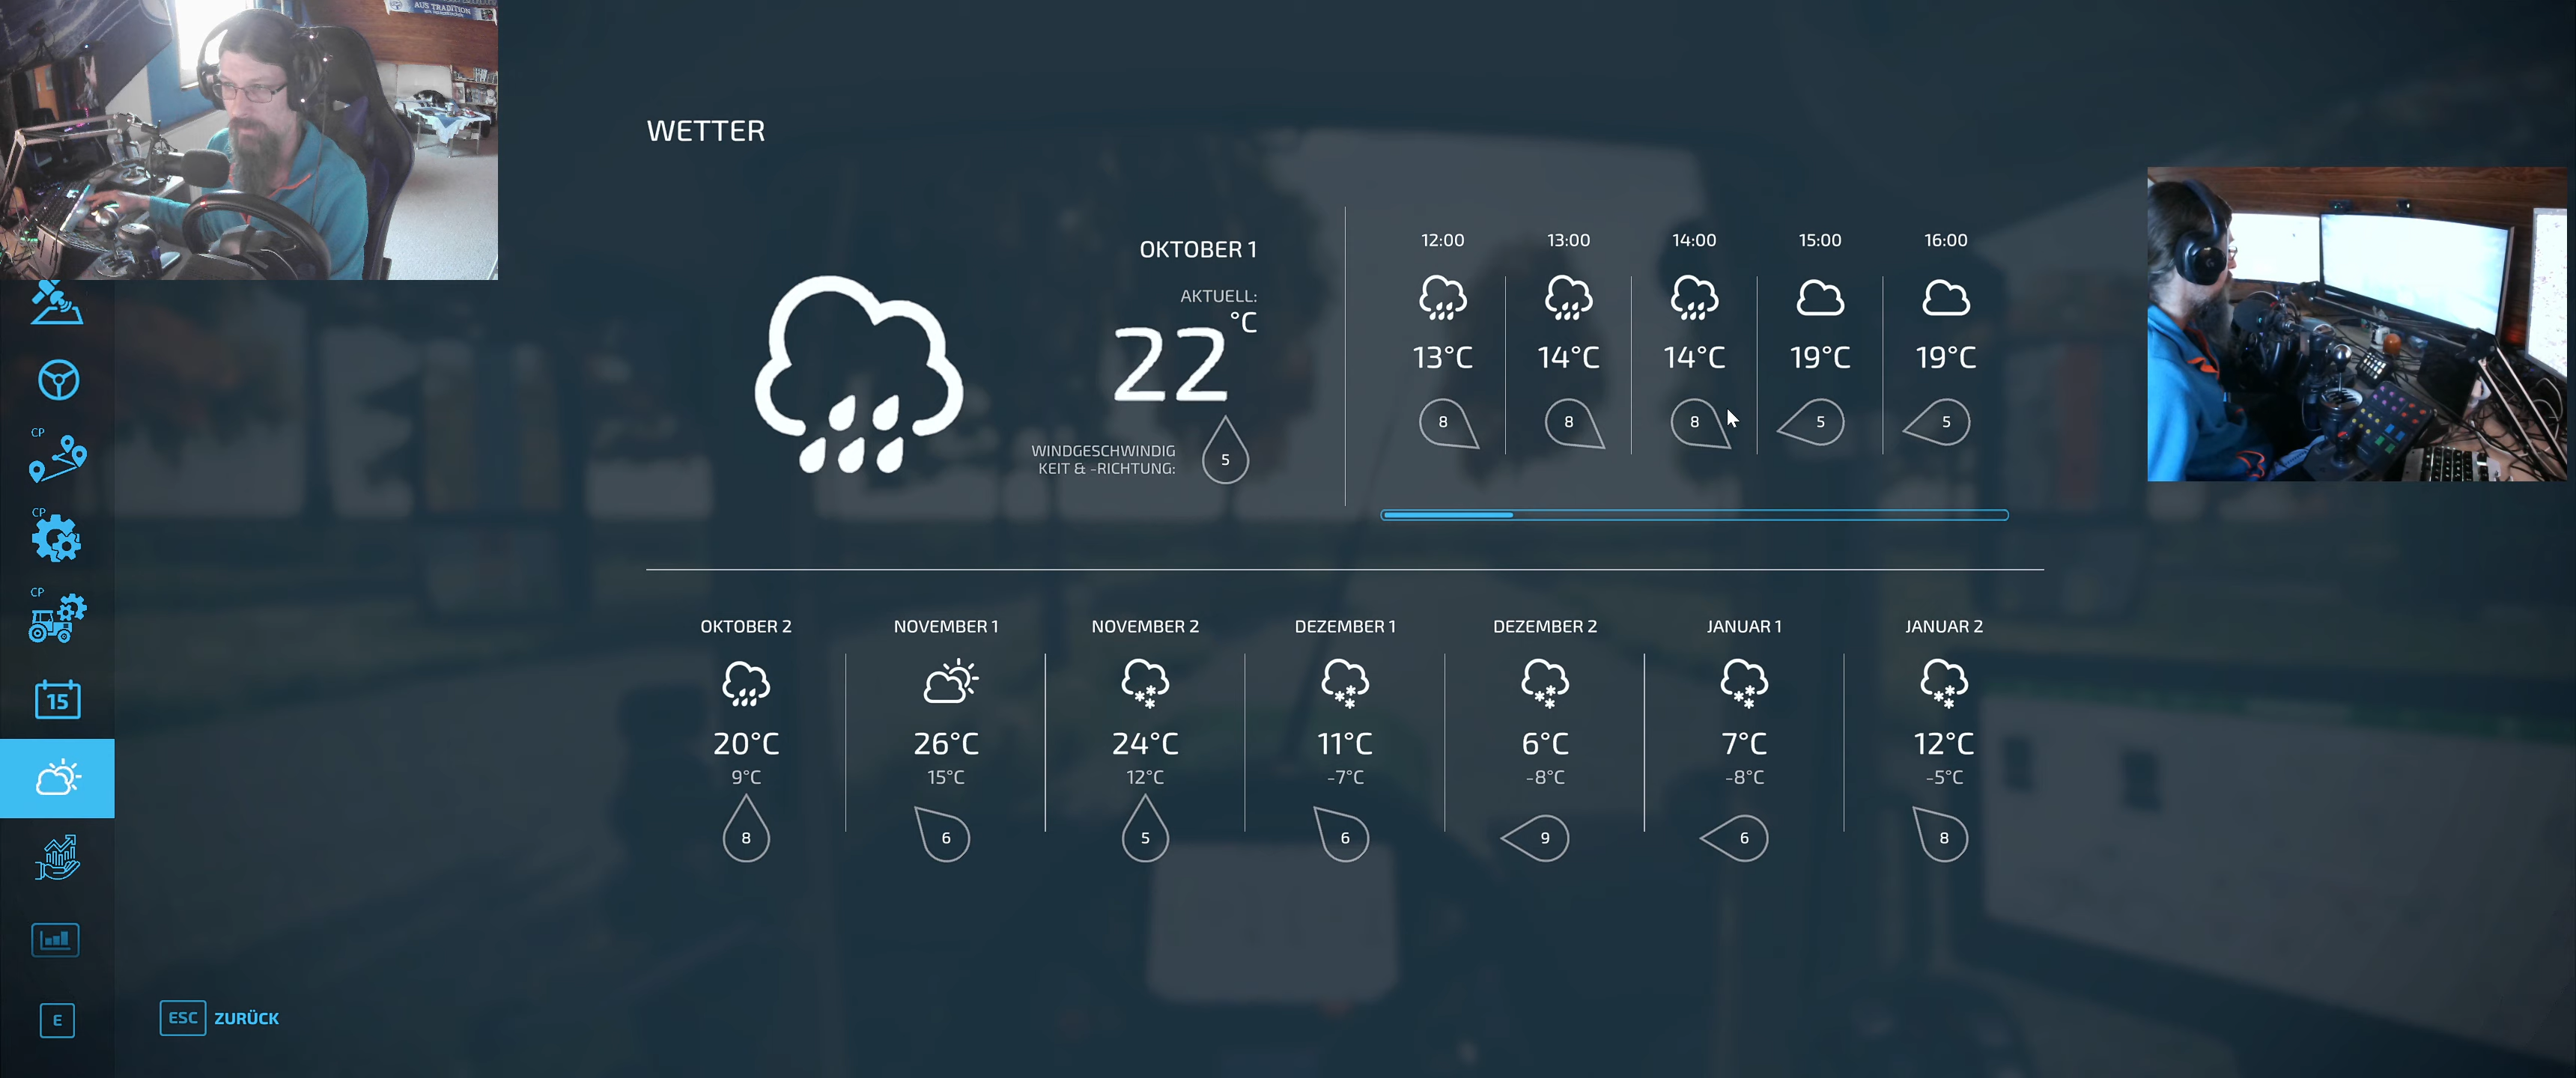 AUS TRADITION
WETTER
OKTOBER 1
AKTUELL:
22 °C
WINDGESCHWINDIG
KEIT & -RICHTUNG:
5
12:00 13:00 14:00 15:00 16:00
13°C 14°C 14°C 19°C 19°C
8 8 8 5 5
OKTOBER 2 NOVEMBER 1 NOVEMBER 2 DEZEMBER 1 DEZEMBER 2 JANUAR 1 JANUAR 2
20°C 26°C 24°C 11°C 6°C 7°C 12°C
9°C 15°C 12°C -7°C -8°C -8°C -5°C
8 6 5 6 9 6 8
CP
CP
CP
15
E
ESC ZURÜCK